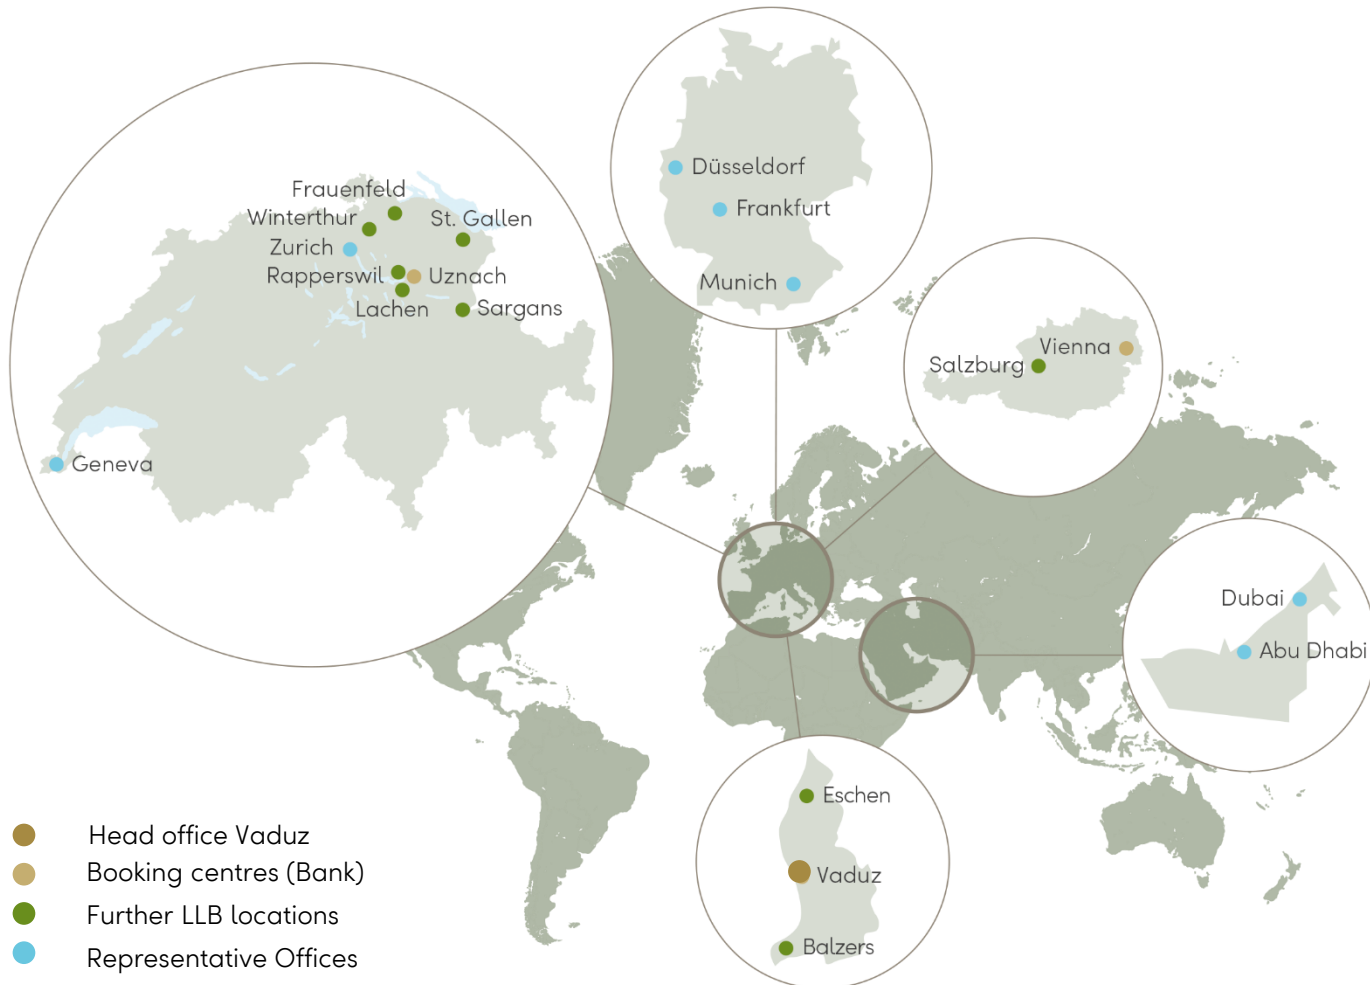 Frauenfeld
Winterthur
St. Gallen
Zurich
Rapperswil
Uznach
Lachen
Sargans
Geneva
Düsseldorf
Frankfurt
Munich
Vienna
Salzburg
Dubai
Abu Dhabi
Eschen
Vaduz
Balzers
Head office Vaduz
Booking centres (Bank)
Further LLB locations
Representative Offices